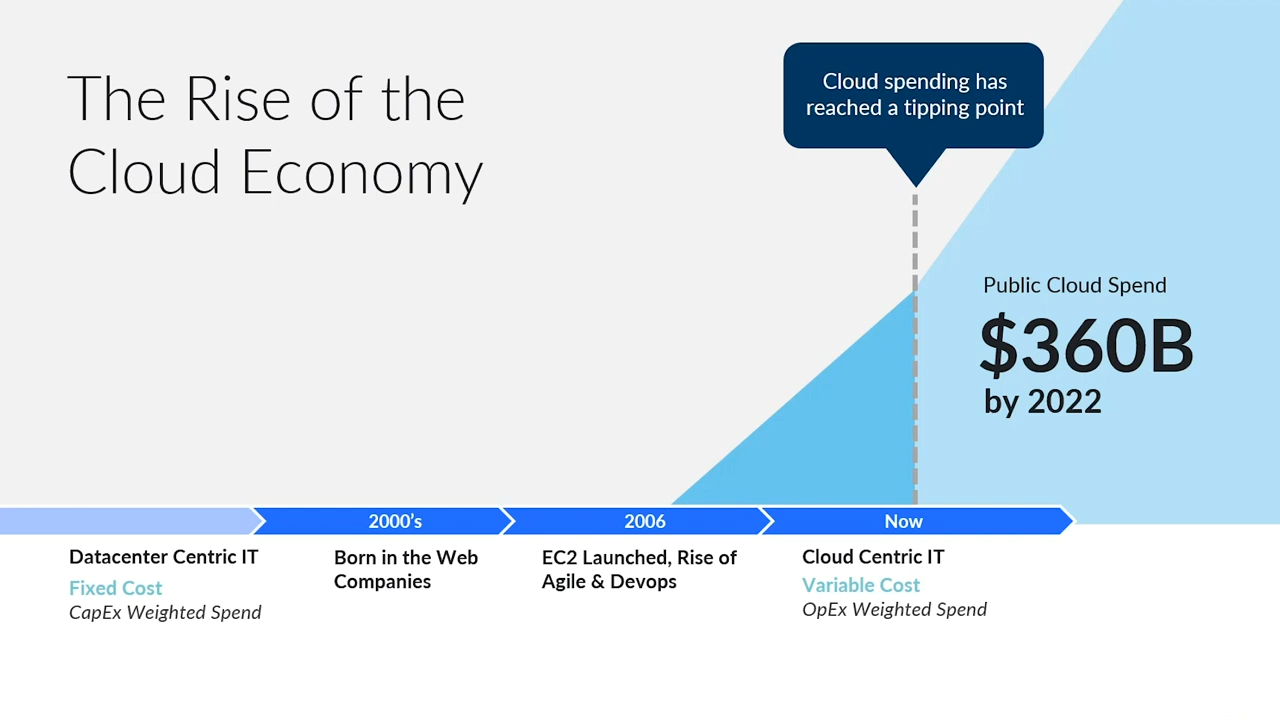 The Rise of the
Cloud Economy
Cloud spending has
reached a tipping point
Public Cloud Spend
$360B
by 2022
2000's
2006
Now
Datacenter Centric IT
Fixed Cost
CapEx Weighted Spend
Born in the Web
Companies
EC2 Launched, Rise of
Agile & Devops
Cloud Centric IT
Variable Cost
OpEx Weighted Spend